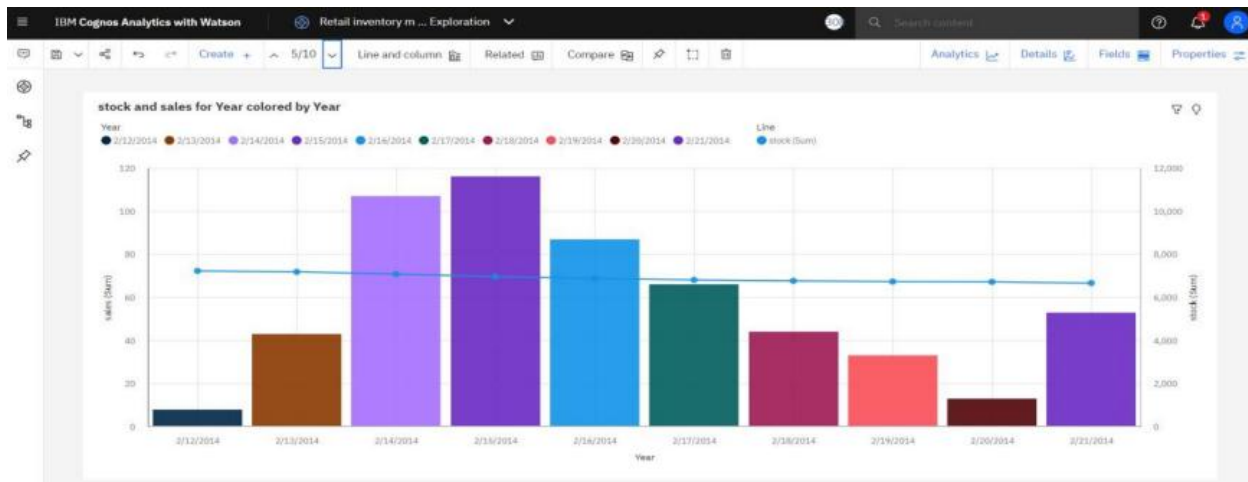 IBM Cognos Analytics with Watson
Retail inventory m ... Exploration
Search content
Create +
5/10
Line and column
Related
Compare
Analytics
Details
Fields
Properties
stock and sales for Year colored by Year
Year
2/12/2014 2/13/2014 2/14/2014 2/15/2014 2/16/2014 2/17/2014 2/18/2014 2/19/2014 2/20/2014 2/21/2014
Line
stock (Sum)
120
100
80
60
40
20
0
sales (Sum)
12,000
10,000
8,000
6,000
4,000
2,000
0
stock (Sum)
2/12/2014 2/13/2014 2/14/2014 2/15/2014 2/16/2014 2/17/2014 2/18/2014 2/19/2014 2/20/2014 2/21/2014
Year